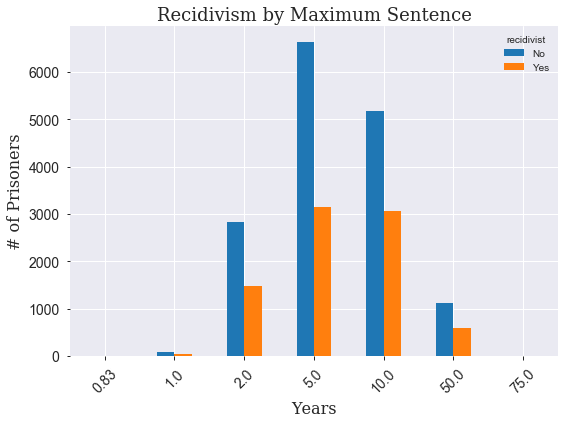 Recidivism by Maximum Sentence
recidivist
No
Yes
# of Prisoners
6000
5000
4000
3000
2000
1000
0
0.83
1.0
2.0
5.0
10.0
50.0
75.0
Years